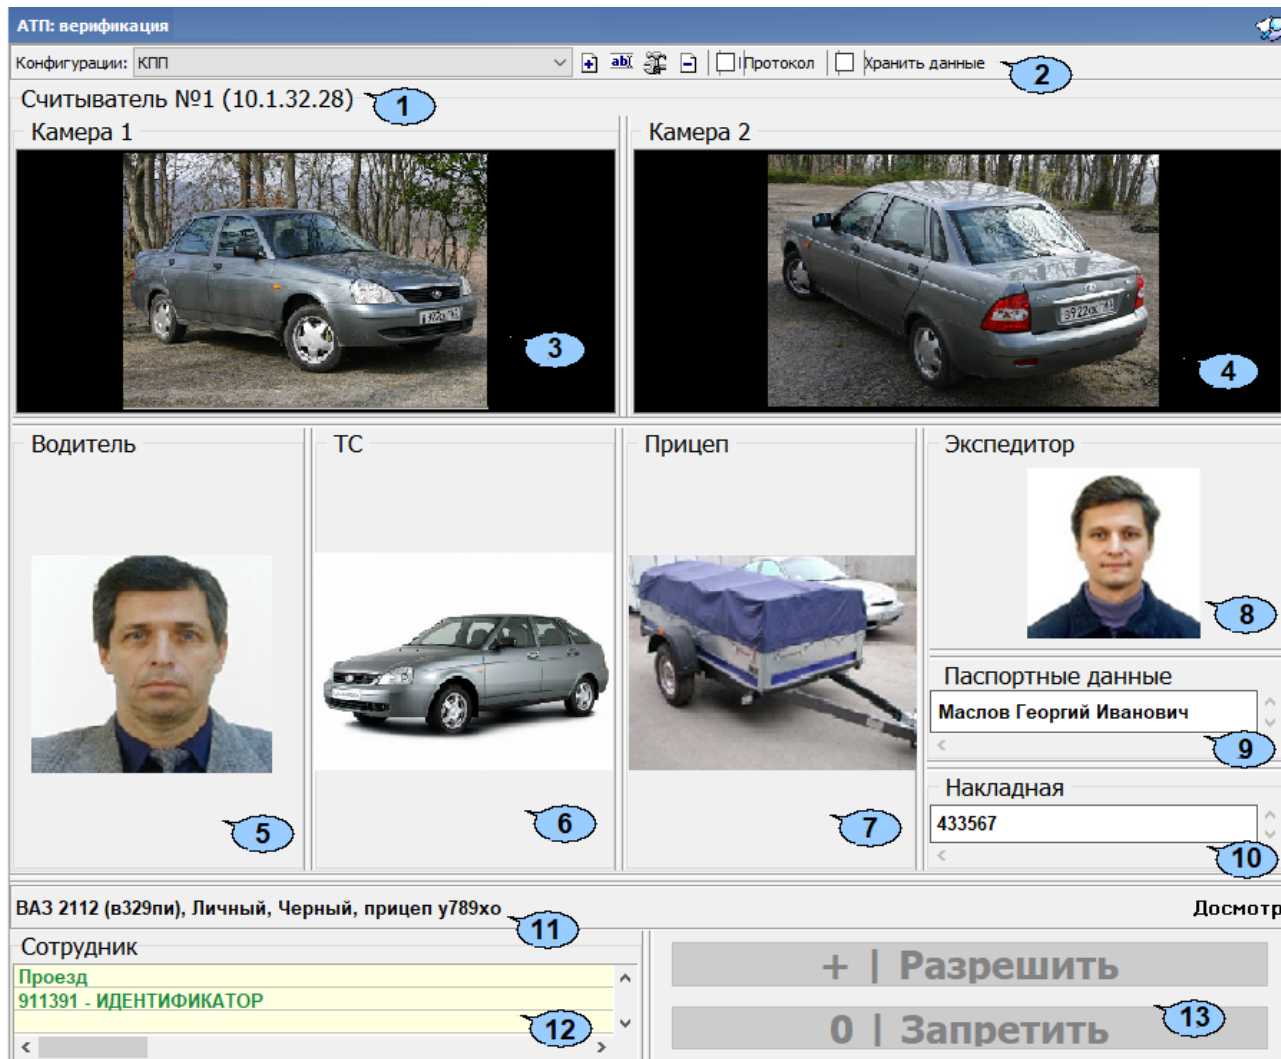 АТП: верификация
Конфигурации: КПП abI Протокол Хранить данные 2
Считыватель №1 (10.1.32.28) 1
Камера 1
Камера 2
3
4
Водитель
ТС
Прицеп
Экспедитор
8
Паспортные данные
Маслов Георгий Иванович
9
Накладная
433567
10
5
6
7
ВАЗ 2112 (в329пи), Личный, Черный, прицеп у789хо 11 Досмотр
Сотрудник
Проезд
911391 - ИДЕНТИФИКАТОР
12
+ | Разрешить
0 | Запретить
13